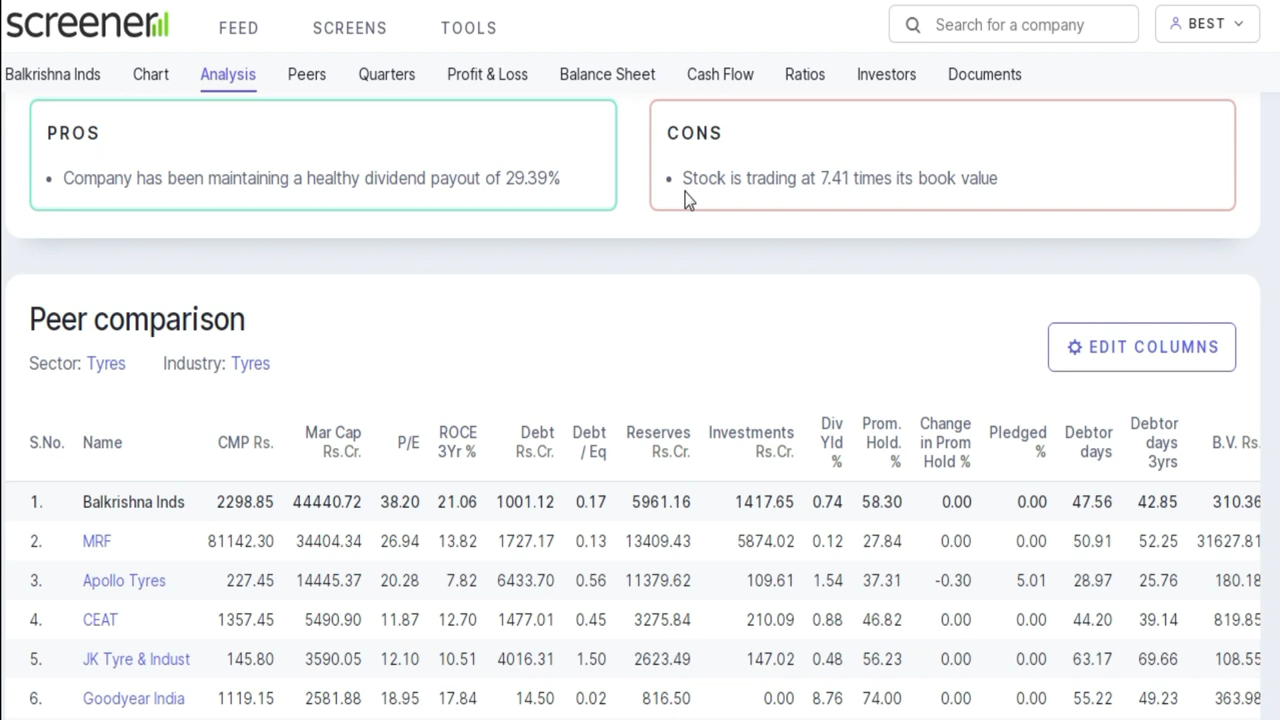 screener FEED SCREENS TOOLS Search for a company BEST
Balkrishna Inds Chart Analysis Peers Quarters Profit & Loss Balance Sheet Cash Flow Ratios Investors Documents
PROS
• Company has been maintaining a healthy dividend payout of 29.39%
CONS
• Stock is trading at 7.41 times its book value
Peer comparison
Sector: Tyres Industry: Tyres
EDIT COLUMNS
S.No. Name CMP Rs. Mar Cap Rs.Cr. P/E ROCE 3Yr % Debt Rs.Cr. Debt / Eq Reserves Rs.Cr. Investments Rs.Cr. Div Yld % Prom. Hold. % Change in Prom Hold % Pledged % Debtor days Debtor days 3yrs B.V. Rs.
1. Balkrishna Inds 2298.85 44440.72 38.20 21.06 1001.12 0.17 5961.16 1417.65 0.74 58.30 0.00 0.00 47.56 42.85 310.36
2. MRF 81142.30 34404.34 26.94 13.82 1727.17 0.13 13409.43 5874.02 0.12 27.84 0.00 0.00 50.91 52.25 31627.81
3. Apollo Tyres 227.45 14445.37 20.28 7.82 6433.70 0.56 11379.62 109.61 1.54 37.31 -0.30 5.01 28.97 25.76 180.18
4. CEAT 1357.45 5490.90 11.87 12.70 1477.01 0.45 3275.84 210.09 0.88 46.82 0.00 0.00 44.20 39.14 819.85
5. JK Tyre & Indust 145.80 3590.05 12.10 10.51 4016.31 1.50 2623.49 147.02 0.48 56.23 0.00 0.00 63.17 69.66 108.55
6. Goodyear India 1119.15 2581.88 18.95 17.84 14.50 0.02 816.50 0.00 8.76 74.00 0.00 0.00 55.22 49.23 363.98